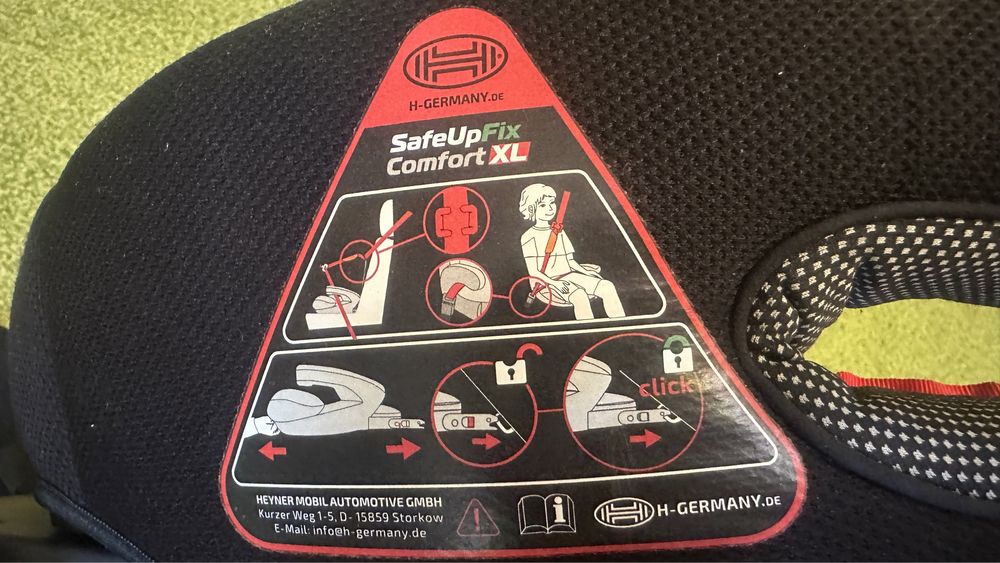 H-GERMANY.DE
SafeUpFix
Comfort XL
click
HEYNER MOBIL AUTOMOTIVE GMBH
Kurzer Weg 1-5, D- 15859 Storkow
E-Mail: info@h-germany.de
H-GERMANY.DE